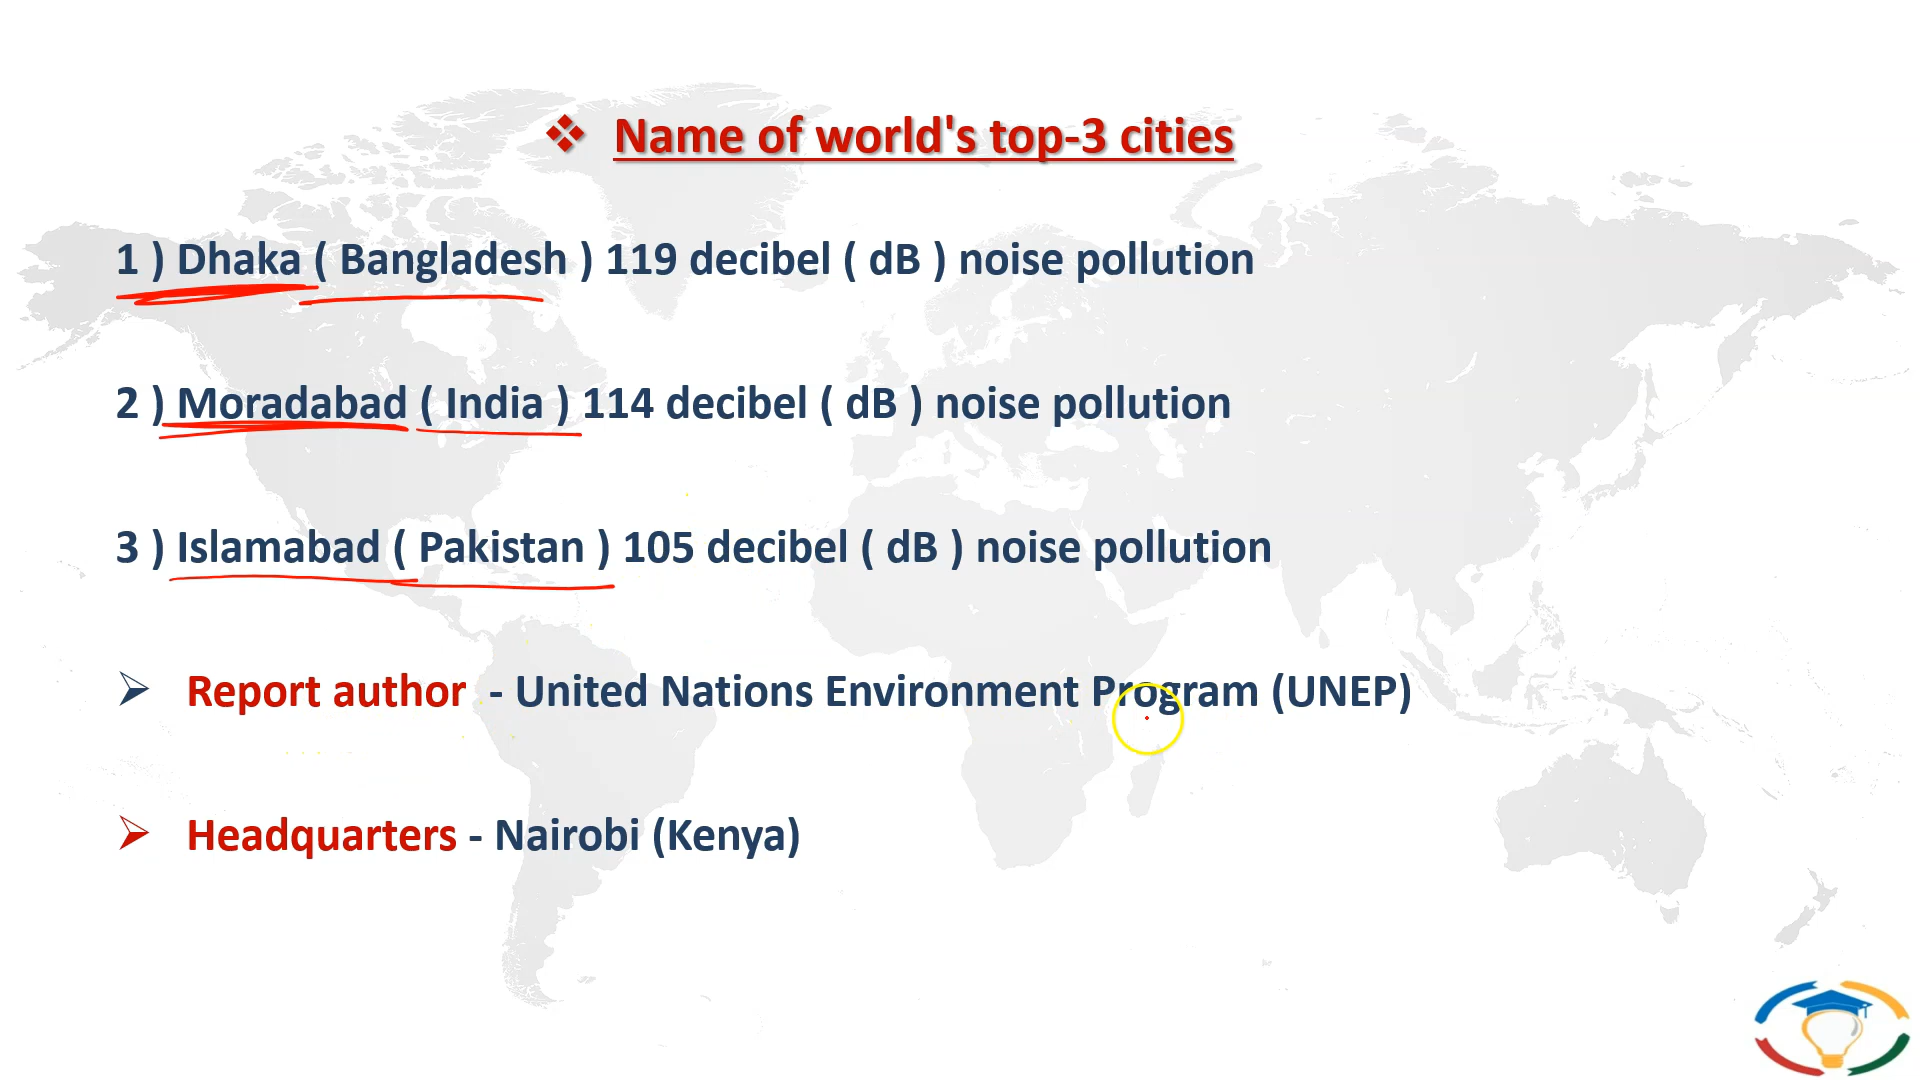 ❖ Name of world's top-3 cities
1 ) Dhaka ( Bangladesh ) 119 decibel ( dB ) noise pollution
2 ) Moradabad ( India ) 114 decibel ( dB ) noise pollution
3 ) Islamabad ( Pakistan ) 105 decibel ( dB ) noise pollution
➢ Report author - United Nations Environment Program (UNEP)
➢ Headquarters - Nairobi (Kenya)